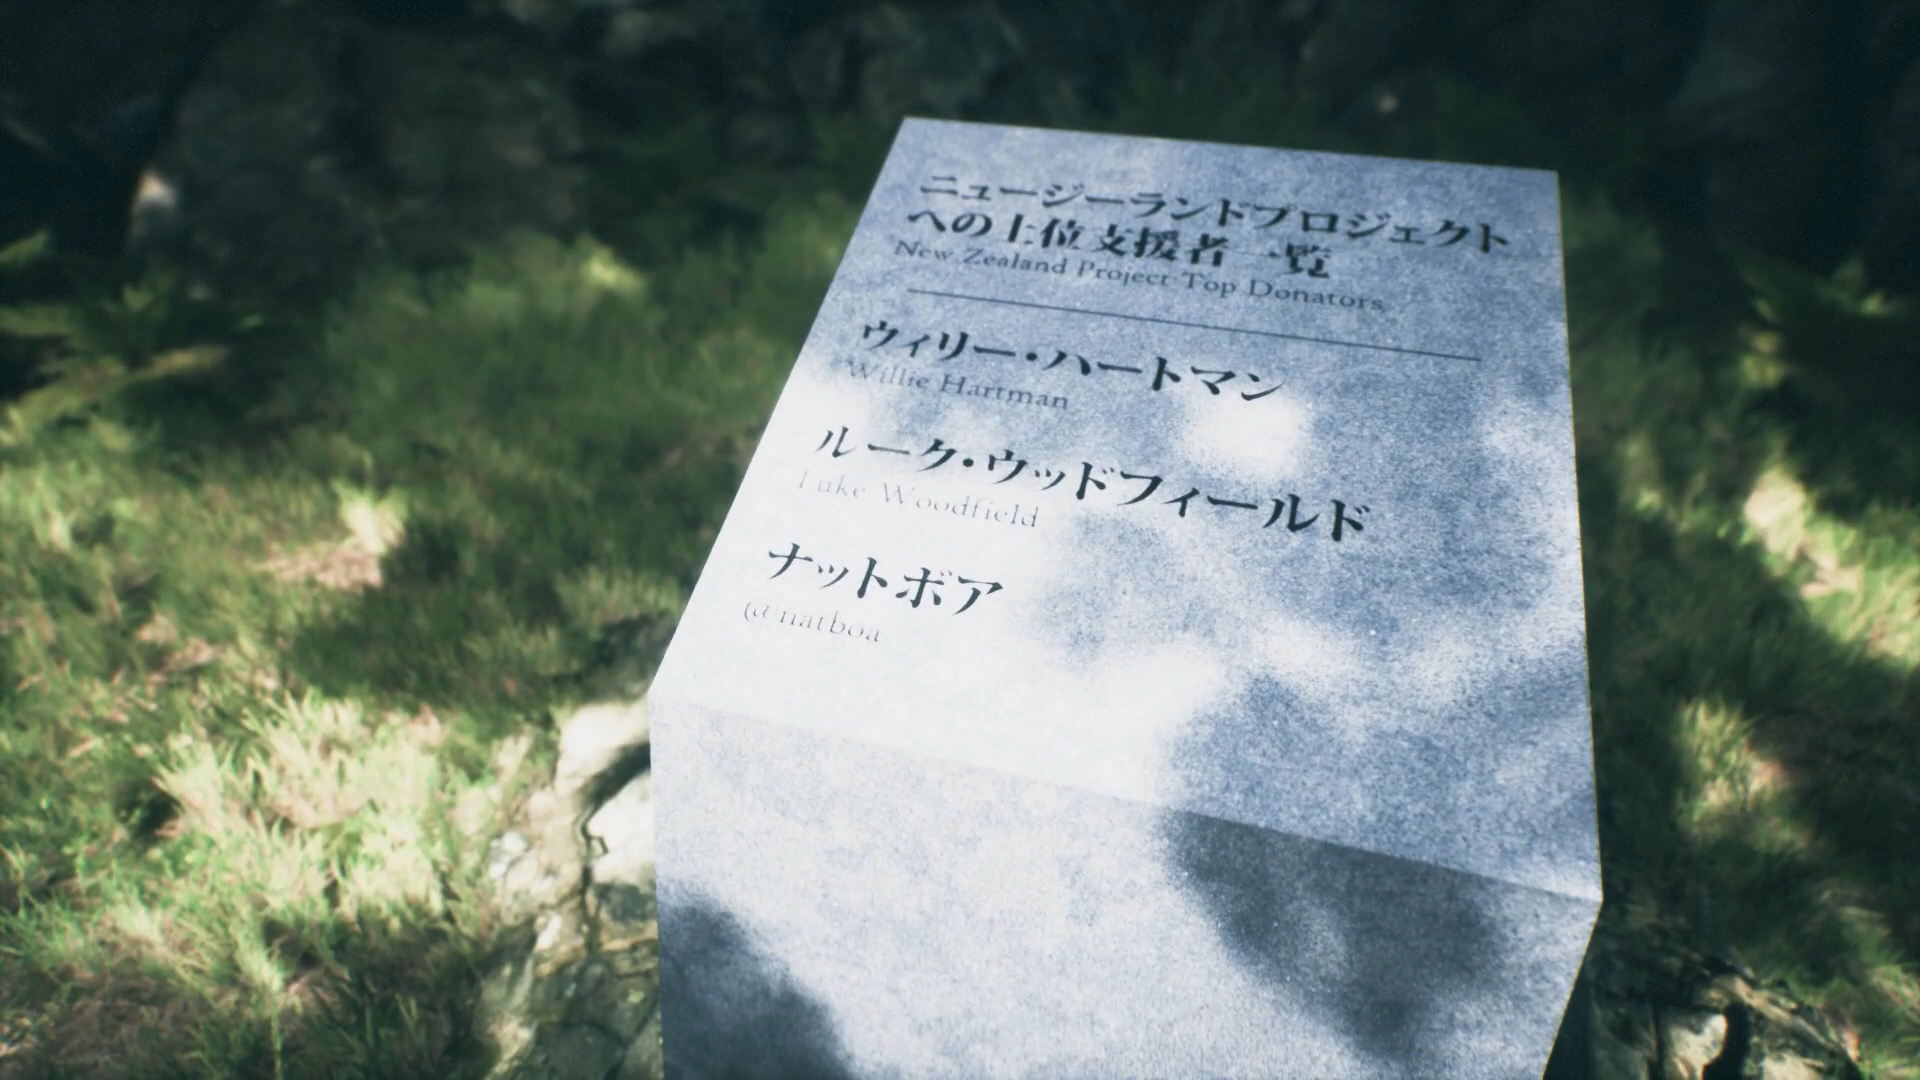 ニュージーランドプロジェクト
への上位支援者一覧
New Zealand Project Top Donators
ウィリー・ハートマン
Willie Hartman
ルーク・ウッドフィールド
Luke Woodfield
ナットボア
@natboa